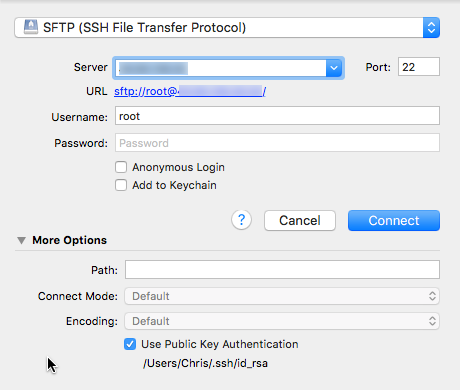 SFTP (SSH File Transfer Protocol)
Server Port: 22
URL sftp://root@ /
Username: root
Password: Password
Anonymous Login
Add to Keychain
? Cancel Connect
More Options
Path:
Connect Mode: Default
Encoding: Default
Use Public Key Authentication
/Users/Chris/.ssh/id_rsa